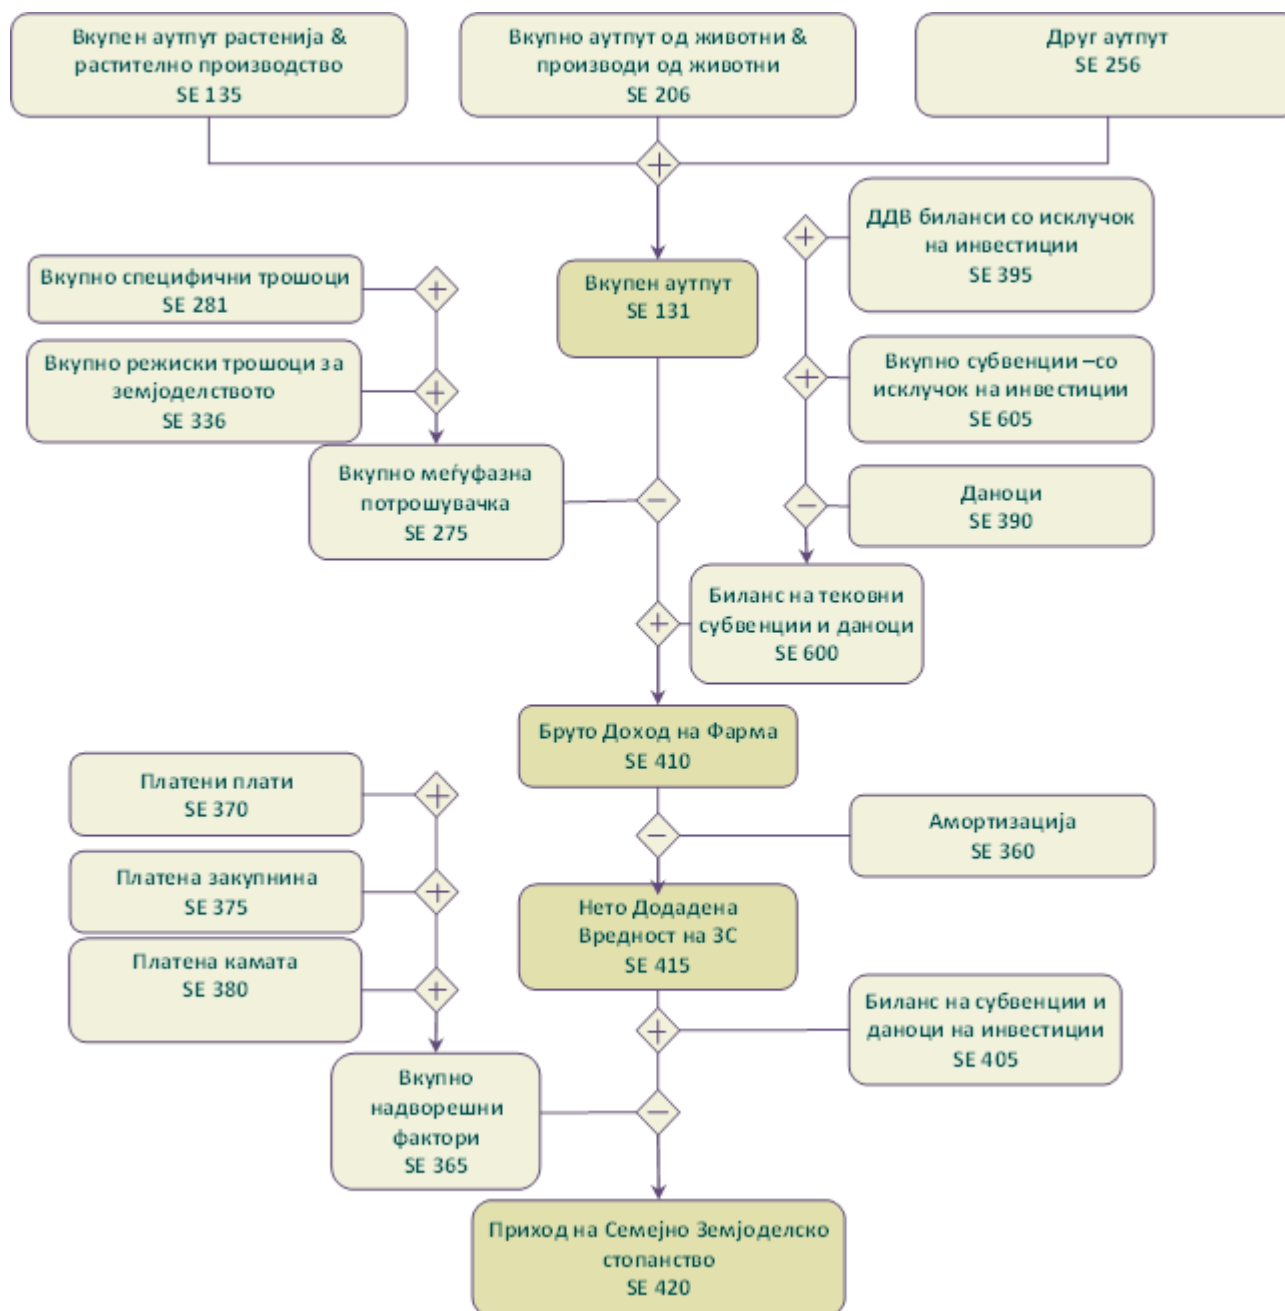 Вкупен аутпут растенија &
растително производство
SE 135
Вкупно аутпут од животни &
производи од животни
SE 206
Друг аутпут
SE 256
ДДВ биланси со исклучок
на инвестиции
SE 395
Вкупно специфични трошоци
SE 281
Вкупен аутпут
SE 131
Вкупно режиски трошоци за
земјоделството
SE 336
Вкупно субвенции –со
исклучок на инвестиции
SE 605
Вкупно меѓуфазна
потрошувачка
SE 275
Даноци
SE 390
Биланс на тековни
субвенции и даноци
SE 600
Бруто Доход на Фарма
SE 410
Платени плати
SE 370
Амортизација
SE 360
Платена закупнина
SE 375
Нето Додадена
Вредност на ЗС
SE 415
Платена камата
SE 380
Биланс на субвенции и
даноци на инвестиции
SE 405
Вкупно
надворешни
фактори
SE 365
Приход на Семејно Земјоделско
стопанство
SE 420